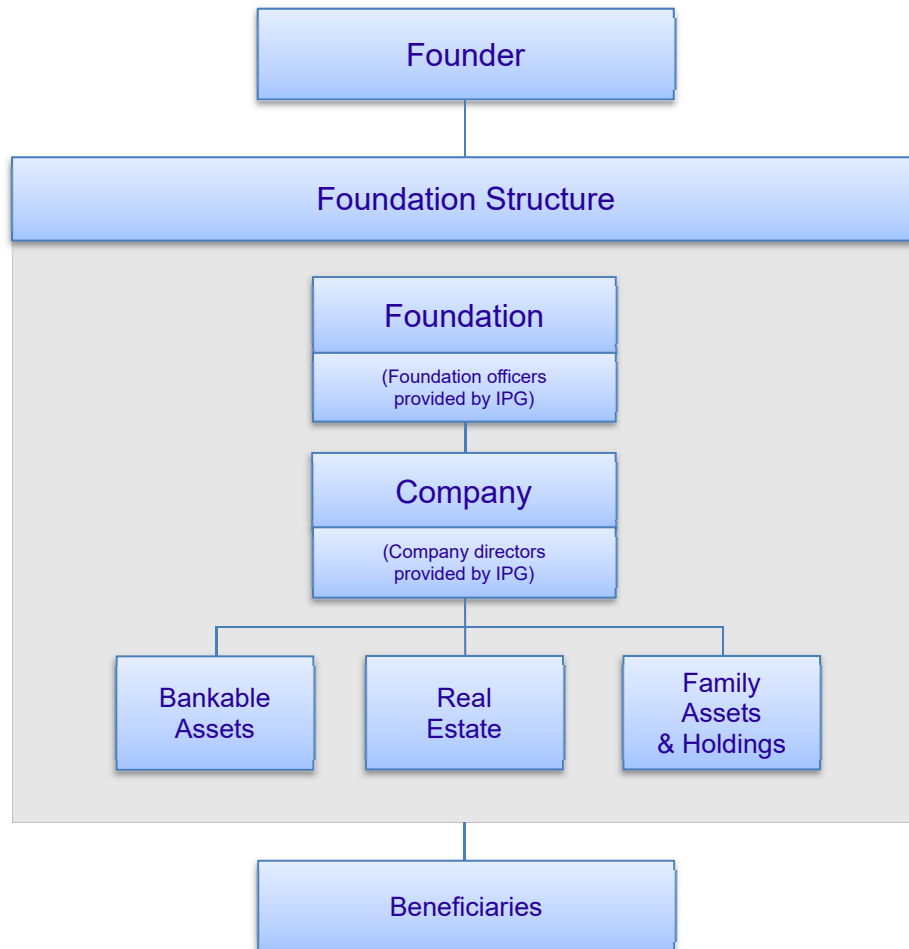 Founder
Foundation Structure
Foundation
(Foundation officers
provided by IPG)
Company
(Company directors
provided by IPG)
Bankable
Assets
Real
Estate
Family
Assets
& Holdings
Beneficiaries